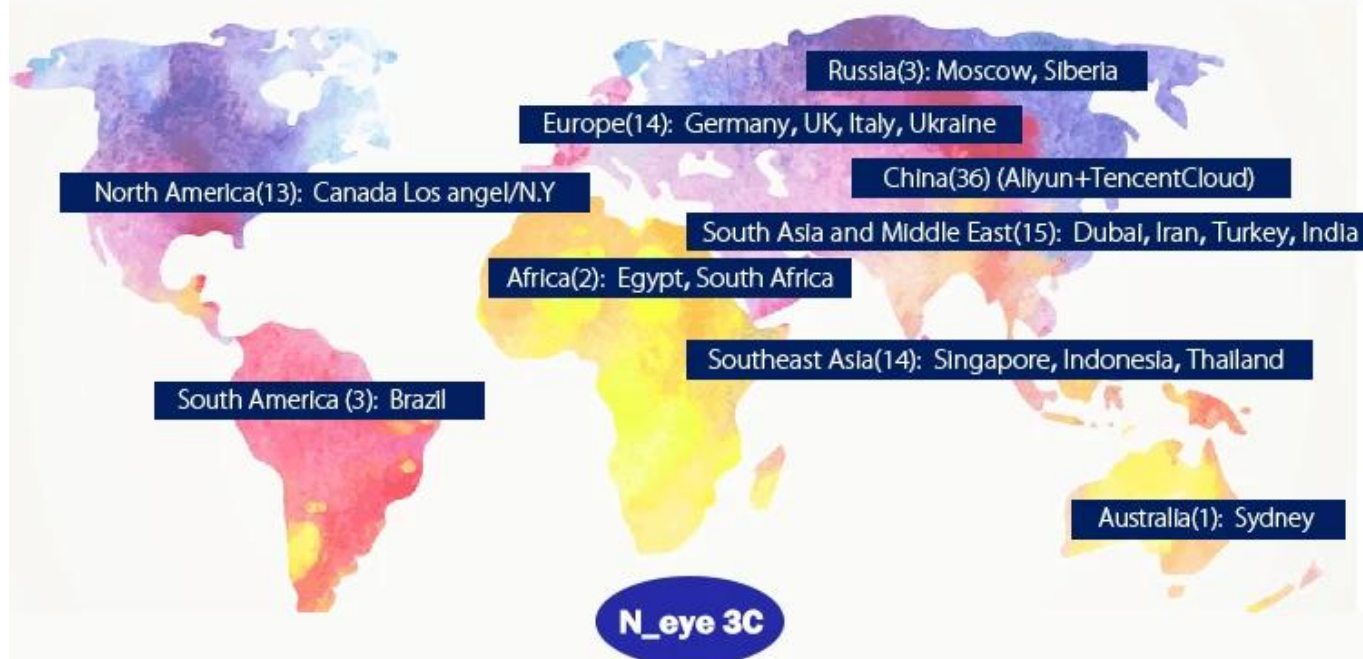 Russia(3): Moscow, Siberia
Europe(14): Germany, UK, Italy, Ukraine
China(36) (Aliyun+TencentCloud)
North America(13): Canada Los angel/N.Y
South Asia and Middle East(15): Dubai, Iran, Turkey, India
Africa(2): Egypt, South Africa
Southeast Asia(14): Singapore, Indonesia, Thailand
South America (3): Brazil
Australia(1): Sydney
N_eye 3C